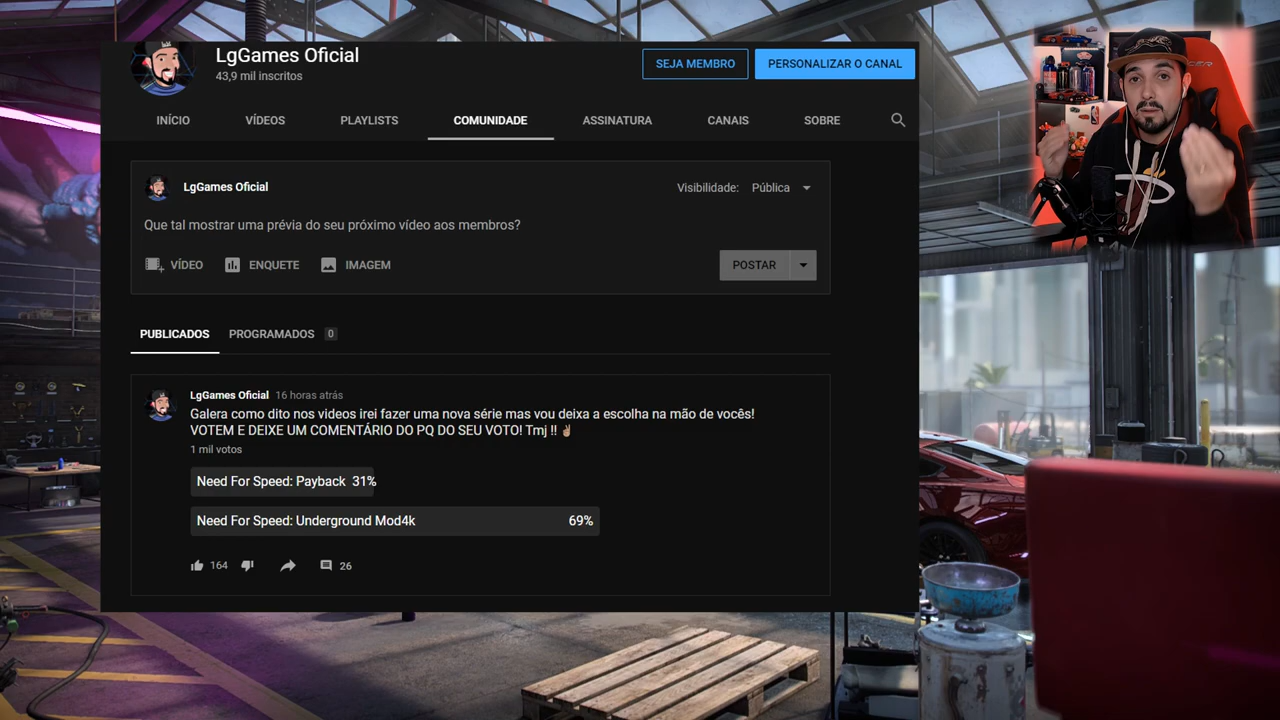 LgGames Oficial
43,9 mil inscritos
SEJA MEMBRO
PERSONALIZAR O CANAL
INÍCIO
VÍDEOS
PLAYLISTS
COMUNIDADE
ASSINATURA
CANAIS
SOBRE
LgGames Oficial
Visibilidade: Pública
Que tal mostrar uma prévia do seu próximo vídeo aos membros?
VÍDEO
ENQUETE
IMAGEM
POSTAR
PUBLICADOS
PROGRAMADOS 0
LgGames Oficial 16 horas atrás
Galera como dito nos videos irei fazer uma nova série mas vou deixa a escolha na mão de vocês!
VOTEM E DEIXE UM COMENTÁRIO DO PQ DO SEU VOTO! Tmj !! ✌🏽
1 mil votos
Need For Speed: Payback 31%
Need For Speed: Underground Mod4k 69%
164
26